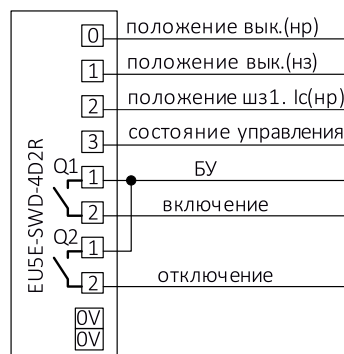 0 положение вык.(нр)
1 положение вык.(нз)
2 положение шз1. Iс(нр)
3 состояние управления
EU5E-SWD-4D2R
Q1
1 БУ
2 включение
Q2
1
2 отключение
0V
0V